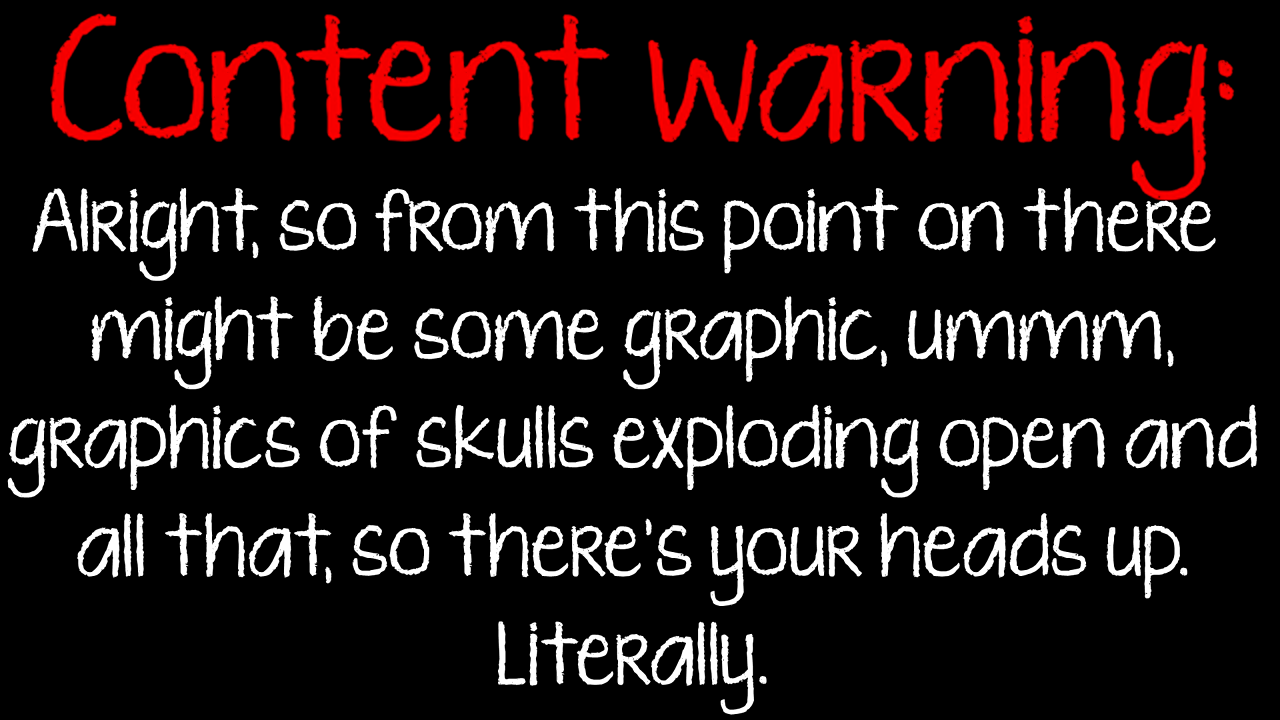 Content warning:
Alright, so from this point on there
might be some graphic, ummm,
graphics of skulls exploding open and
all that, so there's your heads up.
Literally.